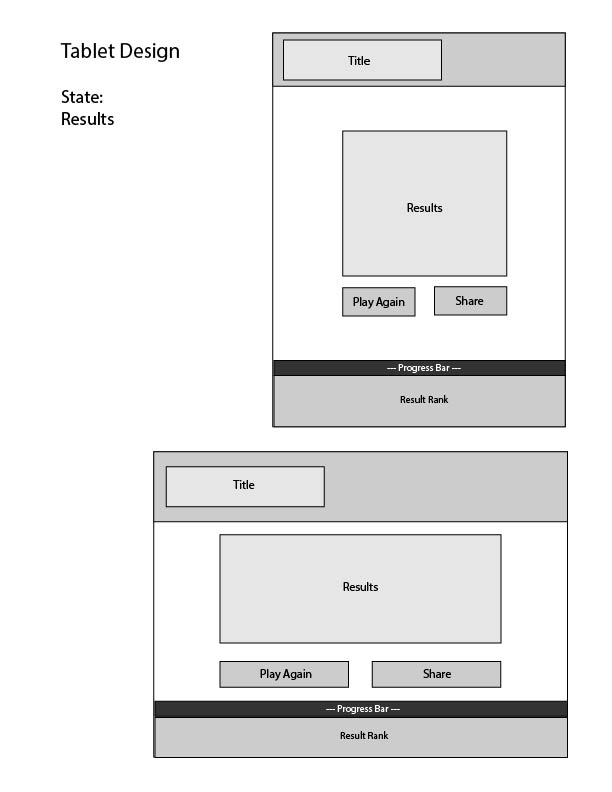 Tablet Design
State:
Results
Title
Results
Play Again
Share
--- Progress Bar ---
Result Rank
Title
Results
Play Again
Share
--- Progress Bar ---
Result Rank